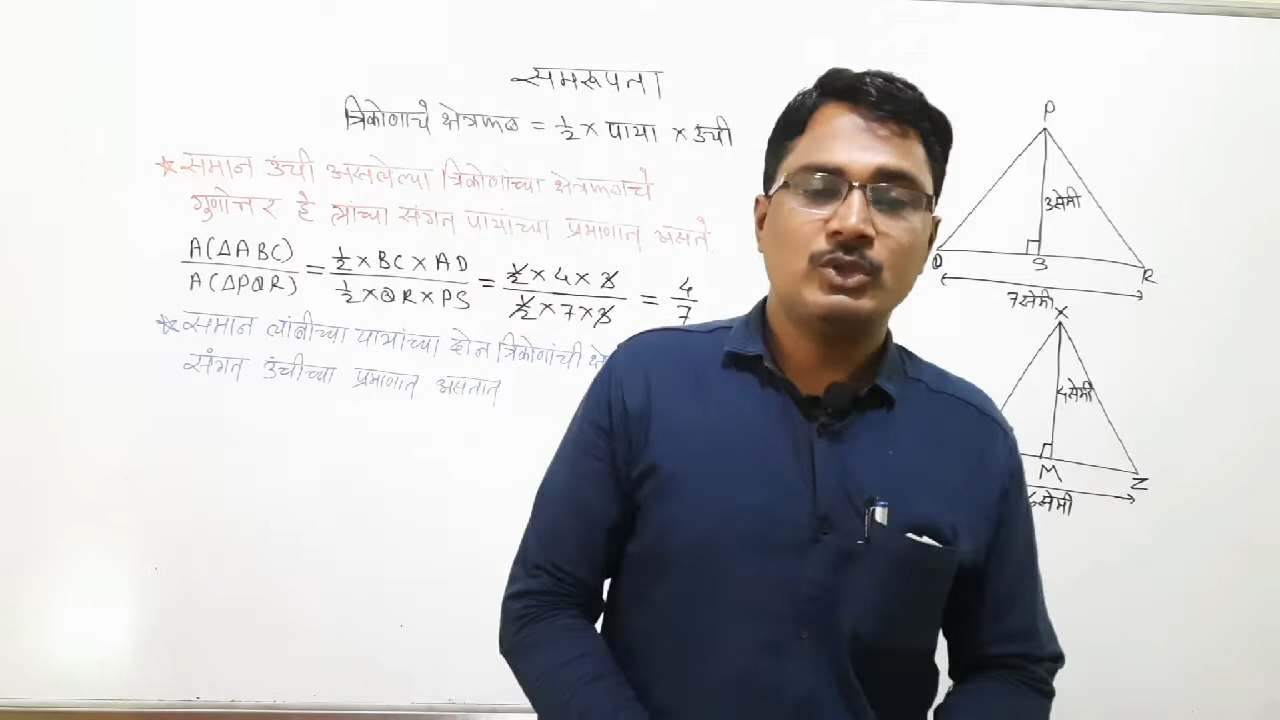 समरूपता
त्रिकोणाचे क्षेत्रफळ = ½ × पाया × उंची
☆ समान उंची असलेल्या त्रिकोणांच्या क्षेत्रफळाचे
गुणोत्तर हे त्यांच्या संगत पायांच्या प्रमाणात असते.
A(ΔABC) / A(ΔPQR) = ½ × BC × AD / ½ × QR × PS = ½ × 4 × 3 / ½ × 7 × 3 = 4/7
☆ समान लांबीच्या पायांच्या दोन त्रिकोणांची
संगत उंचीच्या प्रमाणात असतात
P
3सेमी
Q S R
7सेमी
X
4सेमी
M Z
6सेमी